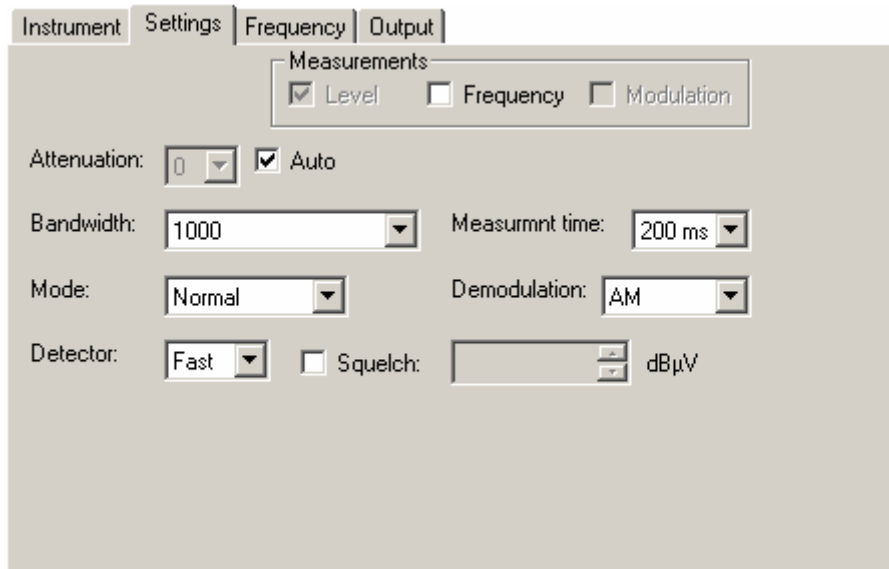 Instrument Settings Frequency Output
Measurements
Level Frequency Modulation
Attenuation: 0 Auto
Bandwidth: 1000 Measurmnt time: 200 ms
Mode: Normal Demodulation: AM
Detector: Fast Squelch: dBµV